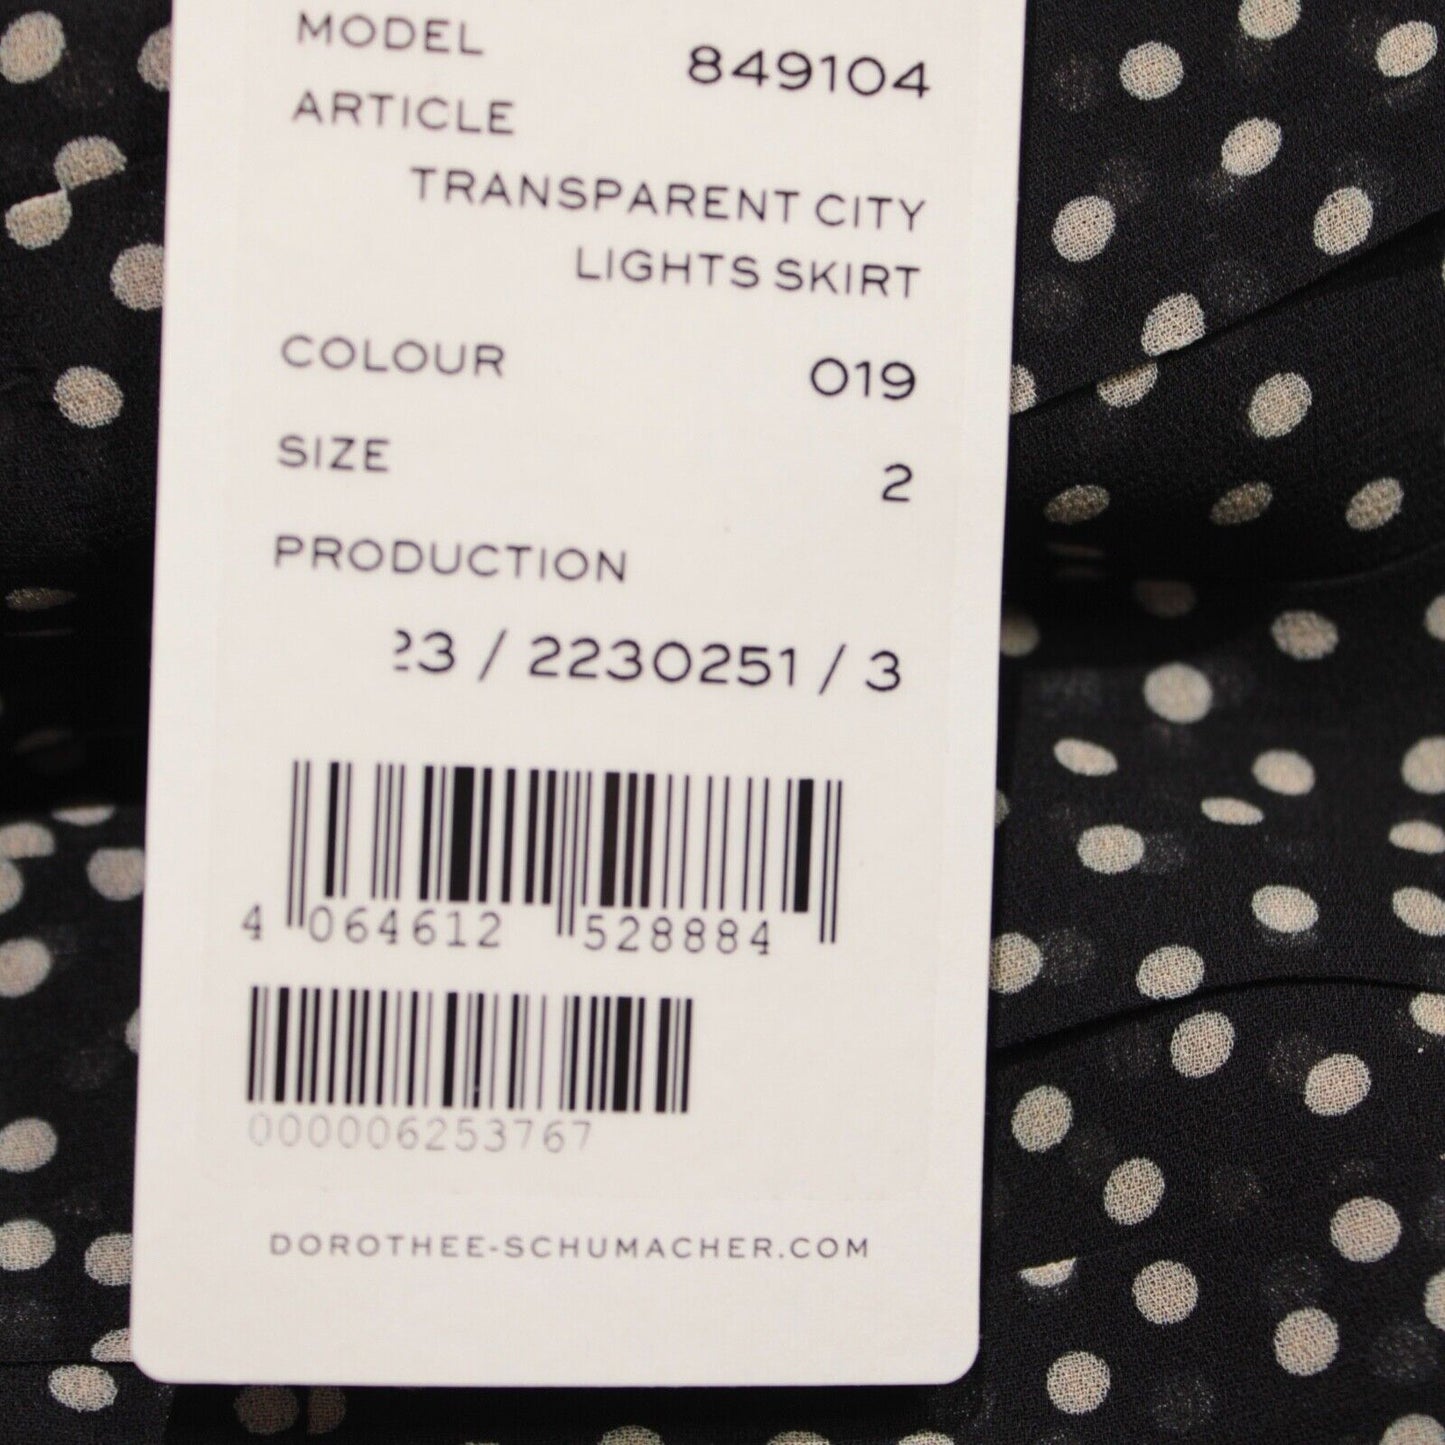 MODEL
849104
ARTICLE
TRANSPARENT CITY
LIGHTS SKIRT
COLOUR 019
SIZE 2
PRODUCTION
23 / 2230251 / 3
4 064612 528884
000006253767
DOROTHEE-SCHUMACHER.COM